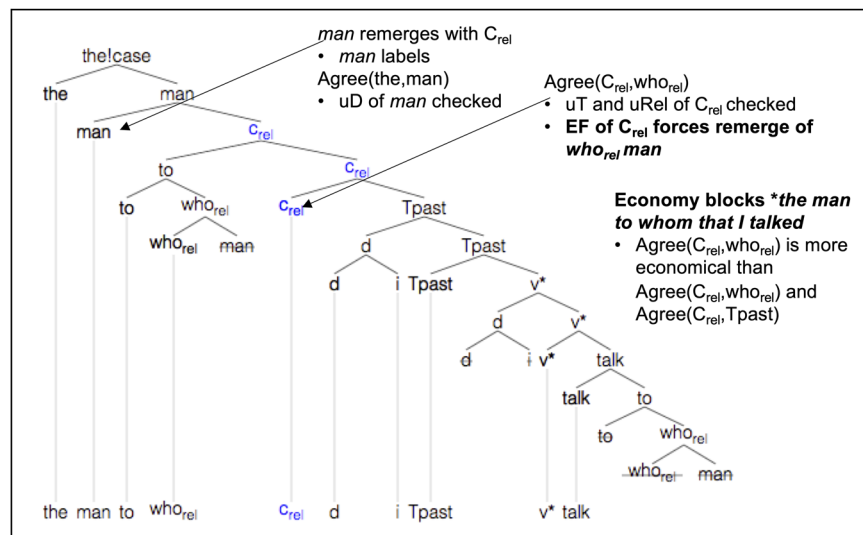 man remerges with Crel
• man labels
Agree(the,man)
• uD of man checked
Agree(Crel,whorel)
• uT and uRel of Crel checked
• EF of Crel forces remerge of
whorel man
Economy blocks *the man
to whom that I talked
• Agree(Crel,whorel) is more
economical than
Agree(Crel,whorel) and
Agree(Crel,Tpast)
the!case
the man
man crel
to crel
to whorel crel Tpast
whorel man d Tpast
d i Tpast v*
d v*
d i v* talk
talk to
to whorel
whorel man
the man to whorel crel d i Tpast v* talk